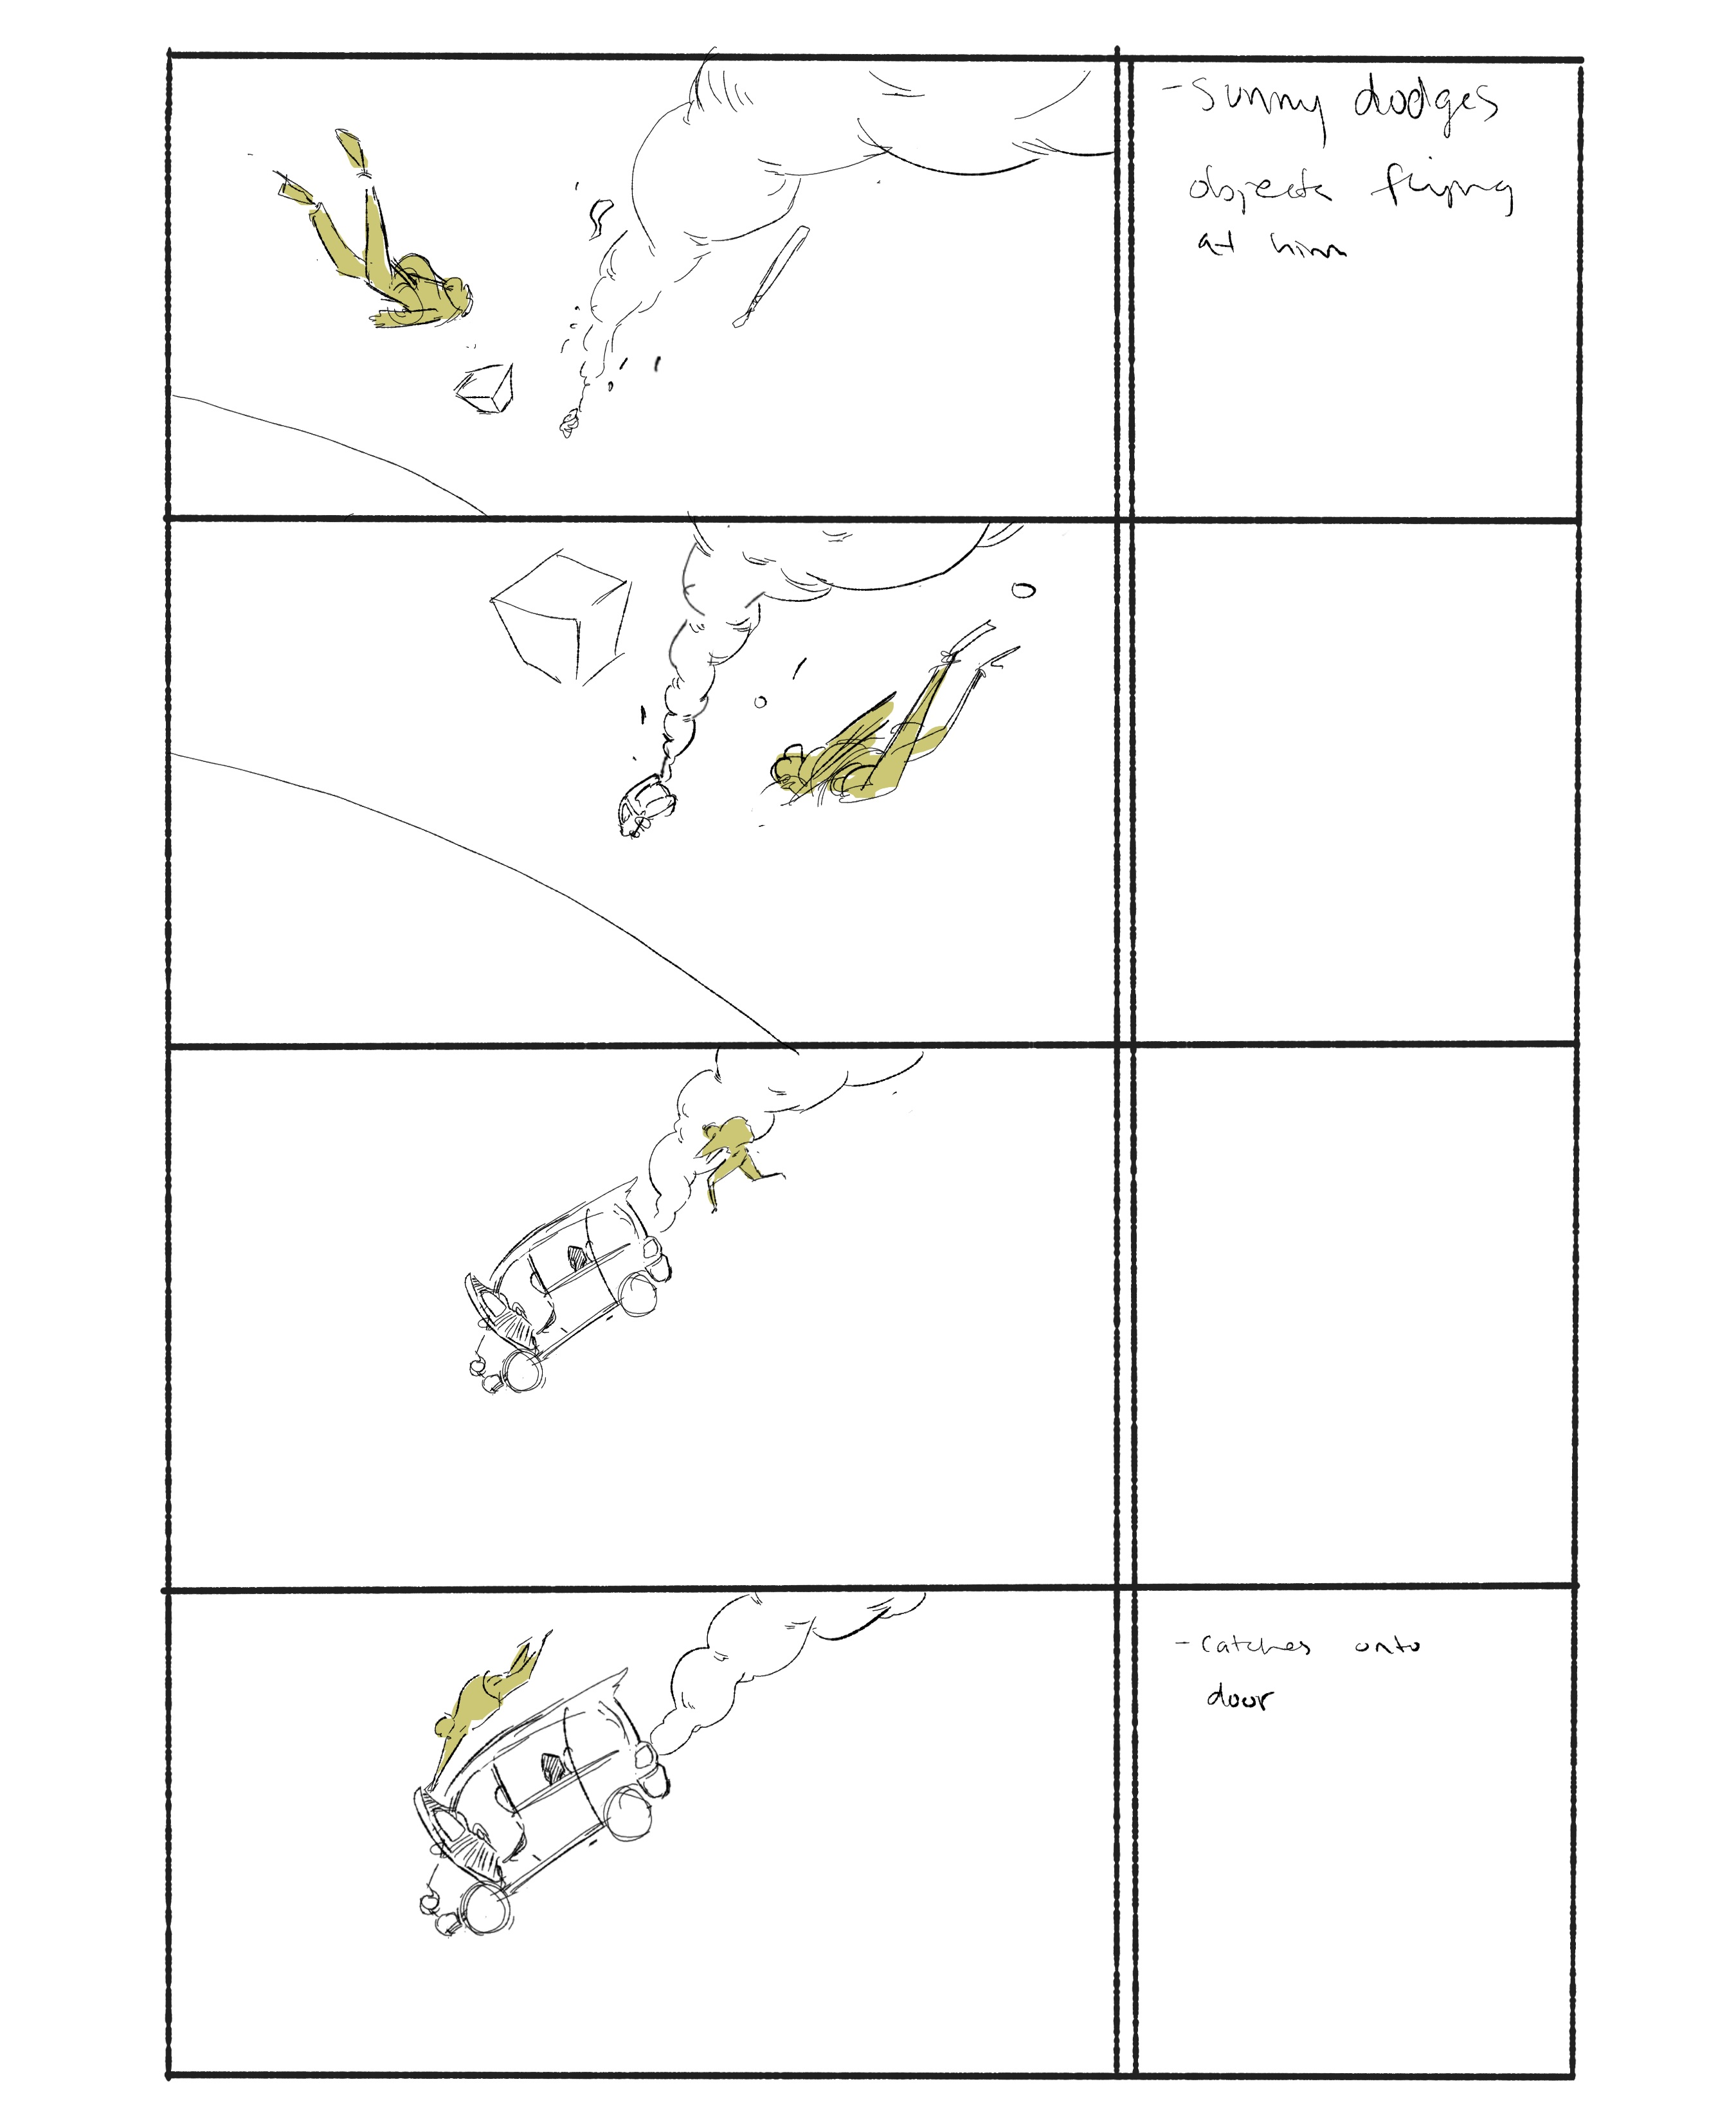 - Sunny dodges
objects flying
at him
- catches onto
door